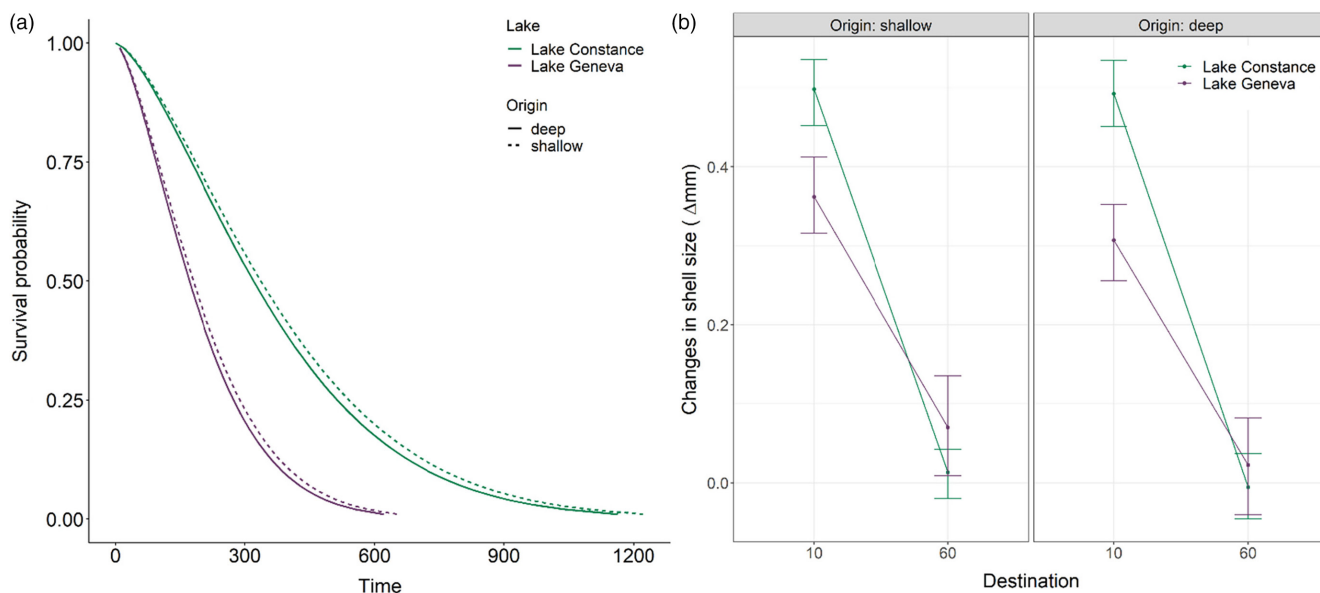 (a)
Lake
Lake Constance
Lake Geneva
Origin
deep
shallow
1.00
0.75
0.50
0.25
0.00
Survival probability
0 300 600 900 1200
Time
(b)
Origin: shallow Origin: deep
Lake Constance
Lake Geneva
0.4
0.2
0.0
Changes in shell size ( Δmm)
10 60 10 60
Destination